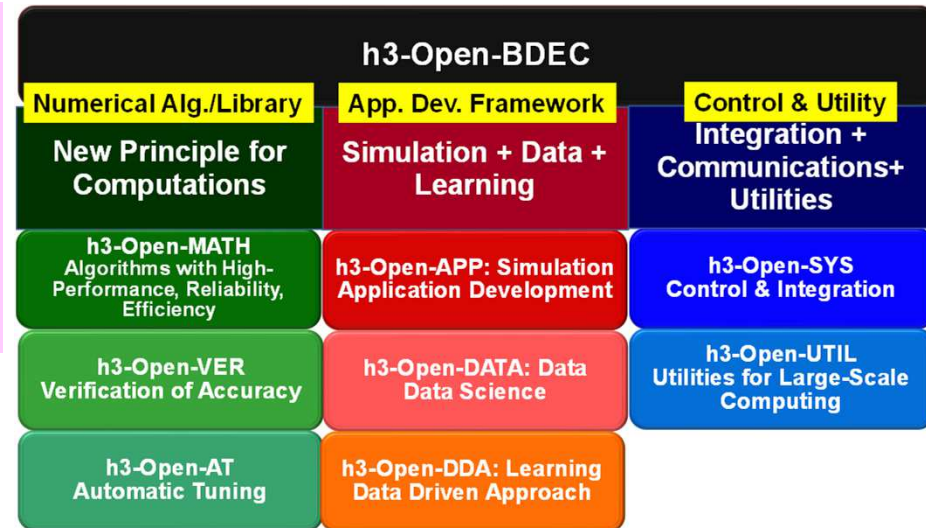 h3-Open-BDEC
Numerical Alg./Library
New Principle for
Computations
h3-Open-MATH
Algorithms with High-
Performance, Reliability,
Efficiency
h3-Open-VER
Verification of Accuracy
h3-Open-AT
Automatic Tuning
App. Dev. Framework
Simulation + Data +
Learning
h3-Open-APP: Simulation
Application Development
h3-Open-DATA: Data
Data Science
h3-Open-DDA: Learning
Data Driven Approach
Control & Utility
Integration +
Communications+
Utilities
h3-Open-SYS
Control & Integration
h3-Open-UTIL
Utilities for Large-Scale
Computing